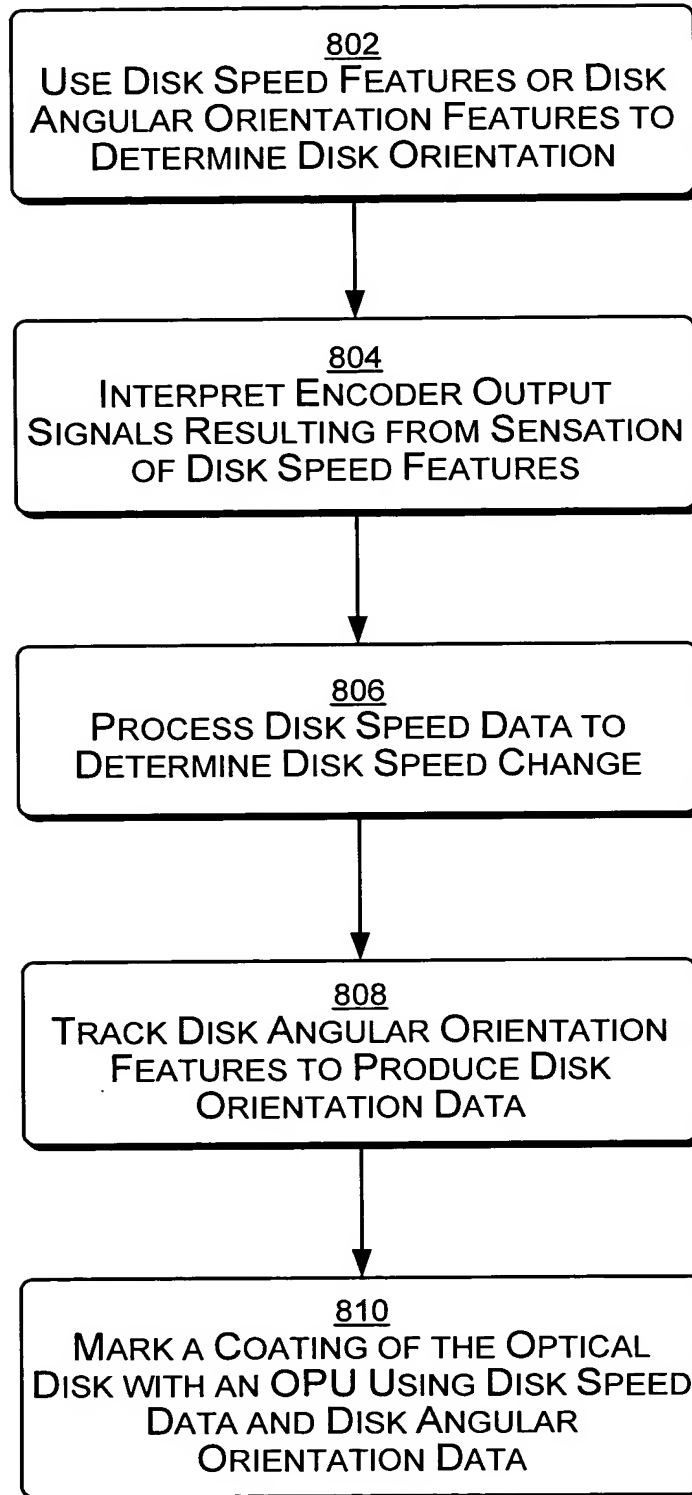 802
USE DISK SPEED FEATURES OR DISK
ANGULAR ORIENTATION FEATURES TO
DETERMINE DISK ORIENTATION
804
INTERPRET ENCODER OUTPUT
SIGNALS RESULTING FROM SENSATION
OF DISK SPEED FEATURES
806
PROCESS DISK SPEED DATA TO
DETERMINE DISK SPEED CHANGE
808
TRACK DISK ANGULAR ORIENTATION
FEATURES TO PRODUCE DISK
ORIENTATION DATA
810
MARK A COATING OF THE OPTICAL
DISK WITH AN OPU USING DISK SPEED
DATA AND DISK ANGULAR
ORIENTATION DATA